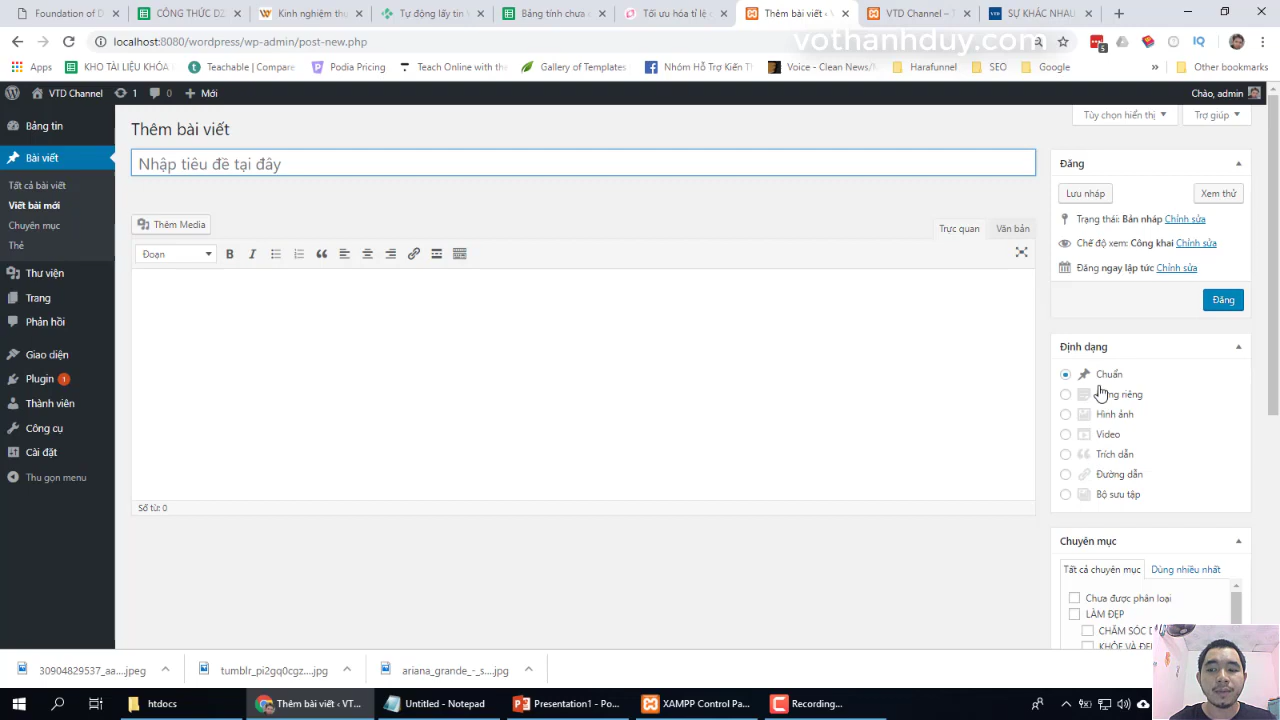 Foundation of D
CÔNG THỨC DZ
Kinh nghiệm thu
Tự động lấy tin V
Bảng tính chưa c
Tối ưu hóa tỉ lệ c
Thêm bài viết ‹ V
VTD Channel – T
SỰ KHÁC NHAU
localhost:8080/wordpress/wp-admin/post-new.php
vothanhduy.com
Apps
KHO TÀI LIỆU KHÓA
Teachable | Compare
Podia Pricing
Teach Online with the
Gallery of Templates
Nhóm Hỗ Trợ Kiến T
Voice - Clean News/M
Harafunnel
SEO
Google
»
Other bookmarks
VTD Channel
1
0
Mới
Chào, admin
Bảng tin
Bài viết
Tất cả bài viết
Viết bài mới
Chuyên mục
Thẻ
Thư viện
Trang
Phản hồi
Giao diện
Plugin 1
Thành viên
Công cụ
Cài đặt
Thu gọn menu
Tùy chọn hiển thị
Trợ giúp
Thêm bài viết
Nhập tiêu đề tại đây
Thêm Media
Trực quan
Văn bản
Đoạn
B
I
Số từ: 0
Đăng
Lưu nháp
Xem thử
Trạng thái: Bản nháp Chỉnh sửa
Chế độ xem: Công khai Chỉnh sửa
Đăng ngay lập tức Chỉnh sửa
Đăng
Định dạng
Chuẩn
riêng
Hình ảnh
Video
Trích dẫn
Đường dẫn
Bộ sưu tập
Chuyên mục
Tất cả chuyên mục
Dùng nhiều nhất
Chưa được phân loại
LÀM ĐẸP
CHĂM SÓC D
KHỎE VÀ ĐẸ
30904829537_aa....jpeg
tumblr_pi2gq0cgz....jpg
ariana_grande_-_s....jpg
htdocs
Thêm bài viết ‹ VT...
Untitled - Notepad
Presentation1 - Po...
XAMPP Control Pa...
Recording...